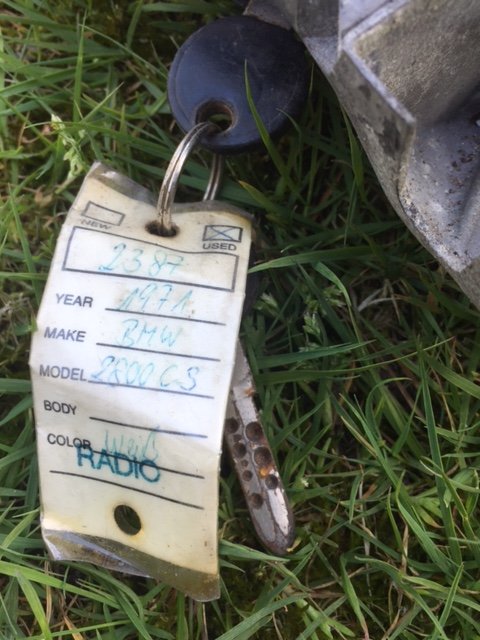 NEW
USED
2387
YEAR 1971
MAKE BMW
MODEL 2800 CS
BODY
COLOR Weiß
RADIO